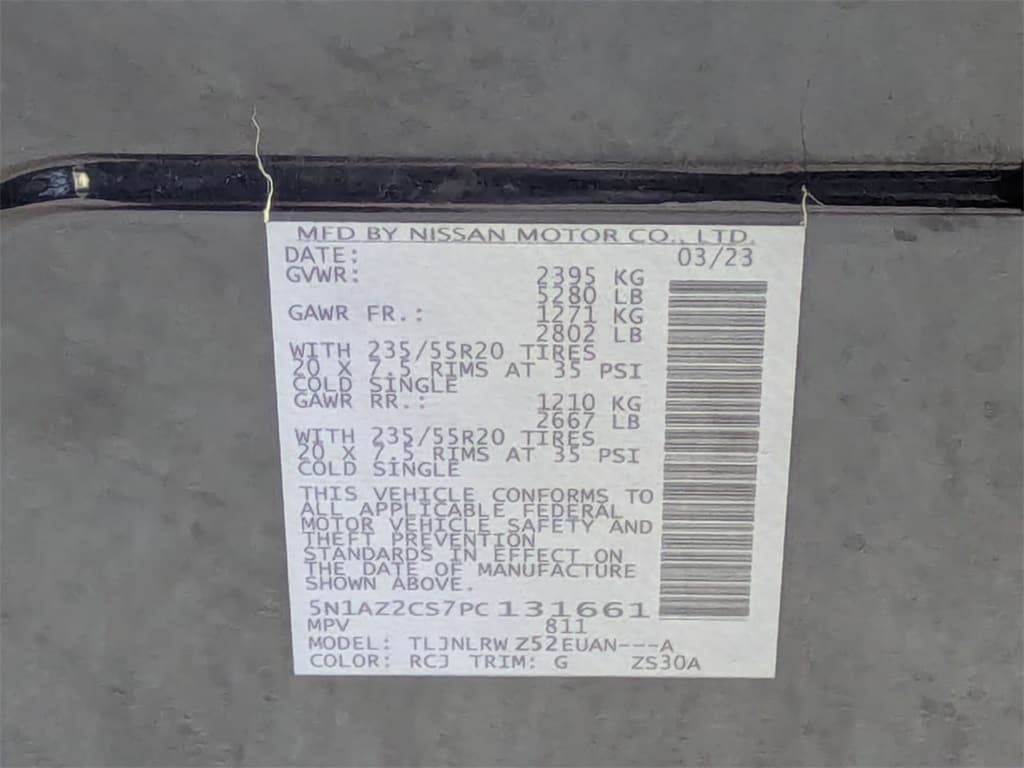 MFD BY NISSAN MOTOR CO., LTD.
DATE: 03/23
GVWR: 2395 KG
5280 LB
GAWR FR.: 1271 KG
2802 LB
WITH 235/55R20 TIRES
20 X 7.5 RIMS AT 35 PSI
COLD SINGLE
GAWR RR.: 1210 KG
2667 LB
WITH 235/55R20 TIRES
20 X 7.5 RIMS AT 35 PSI
COLD SINGLE
THIS VEHICLE CONFORMS TO
ALL APPLICABLE FEDERAL
MOTOR VEHICLE SAFETY AND
THEFT PREVENTION
STANDARDS IN EFFECT ON
THE DATE OF MANUFACTURE
SHOWN ABOVE.
5N1AZ2CS7PC131661
MPV 811
MODEL: TLJNLRW Z52EUAN---A
COLOR: RCJ TRIM: G ZS30A